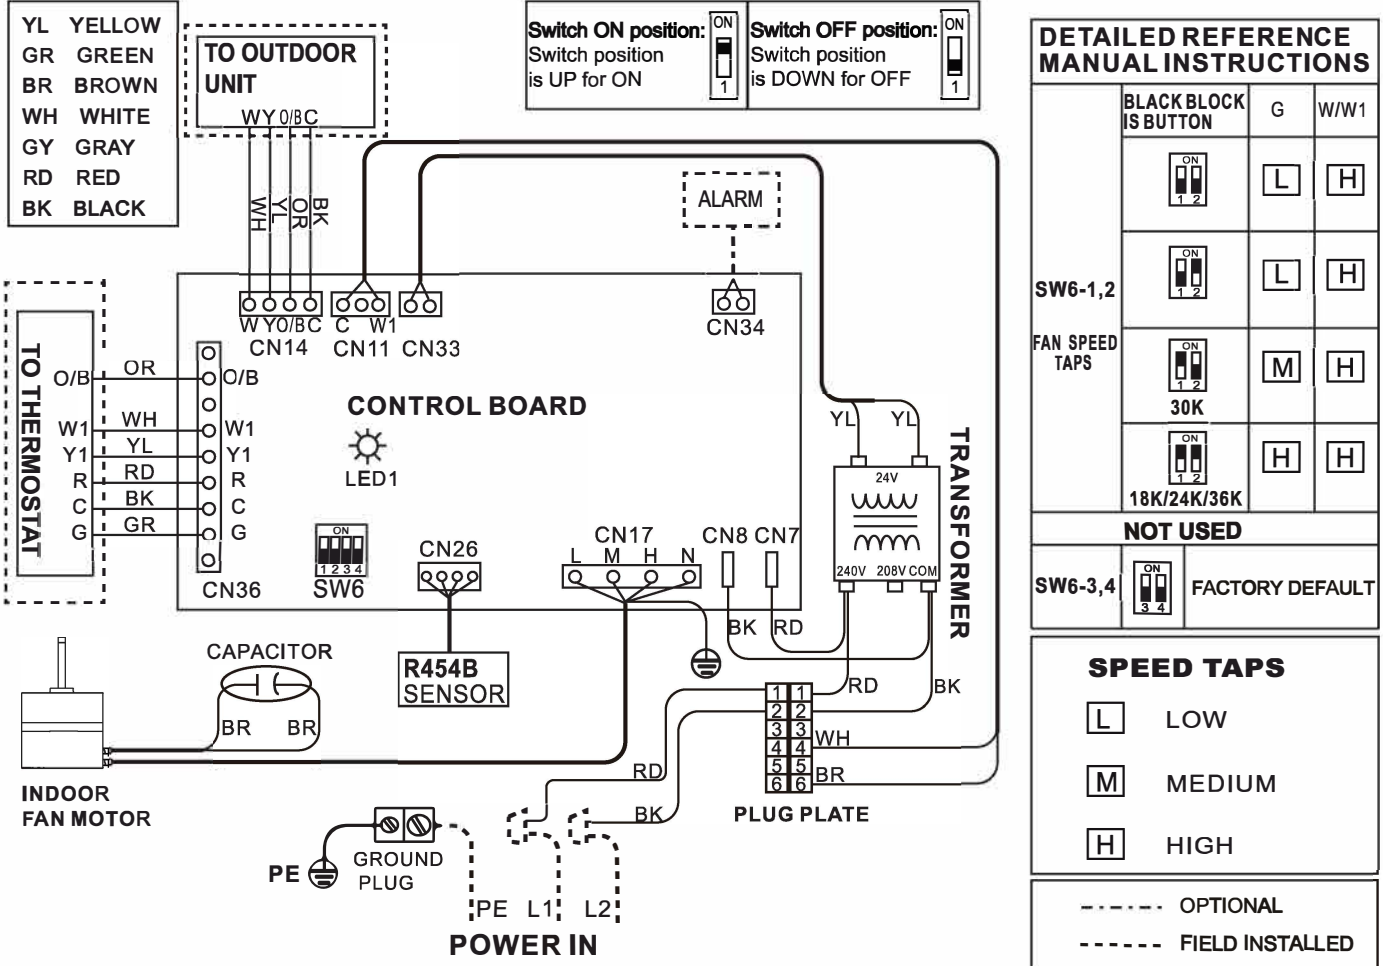 YL YELLOW
GR GREEN
BR BROWN
WH WHITE
GY GRAY
RD RED
BK BLACK
TO OUTDOOR
UNIT
W Y O/B C
WH
YL
OR
BK
Switch ON position:
Switch position
is UP for ON
ON
1
Switch OFF position:
Switch position
is DOWN for OFF
ON
1
ALARM
CN34
W Y O/B C
CN14
C W1
CN11
CN33
TO THERMOSTAT
O/B OR O/B
W1 WH W1
Y1 YL Y1
R RD R
C BK C
G GR G
CN36
CONTROL BOARD
LED1
ON
1 2 3 4
SW6
CN26
R454B
SENSOR
CN17
L M H N
CN8 CN7
BK RD
YL YL
24V
240V 208V COM
TRANSFORMER
RD
BK
1 1
2 2
3 3
4 4
5 5
6 6
WH
BR
PLUG PLATE
RD
BK
CAPACITOR
BR BR
INDOOR
FAN MOTOR
PE
GROUND
PLUG
PE L1 L2
POWER IN
DETAILED REFERENCE
MANUAL INSTRUCTIONS
BLACK BLOCK
IS BUTTON
G
W/W1
SW6-1,2
FAN SPEED
TAPS
ON
1 2
L H
ON
1 2
L H
ON
1 2
30K
M H
ON
1 2
18K/24K/36K
H H
NOT USED
SW6-3,4
ON
3 4
FACTORY DEFAULT
SPEED TAPS
L LOW
M MEDIUM
H HIGH
OPTIONAL
FIELD INSTALLED